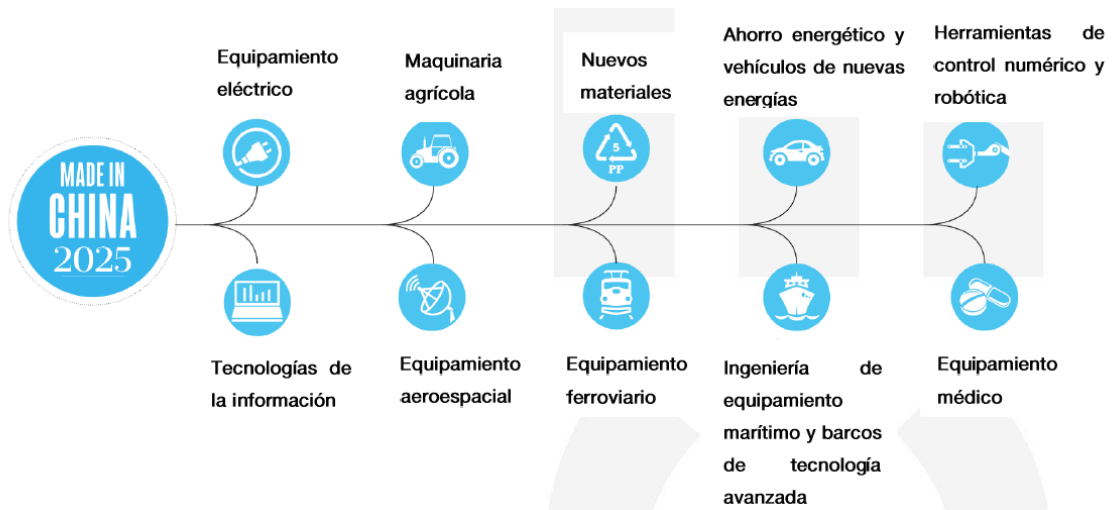 MADE IN
CHINA
2025
Equipamiento
eléctrico
Maquinaria
agrícola
Nuevos
materiales
5
PP
Ahorro energético y
vehículos de nuevas
energías
Herramientas de
control numérico y
robótica
Tecnologías de
la información
Equipamiento
aeroespacial
Equipamiento
ferroviario
Ingeniería de
equipamiento
marítimo y barcos
de tecnología
avanzada
Equipamiento
médico